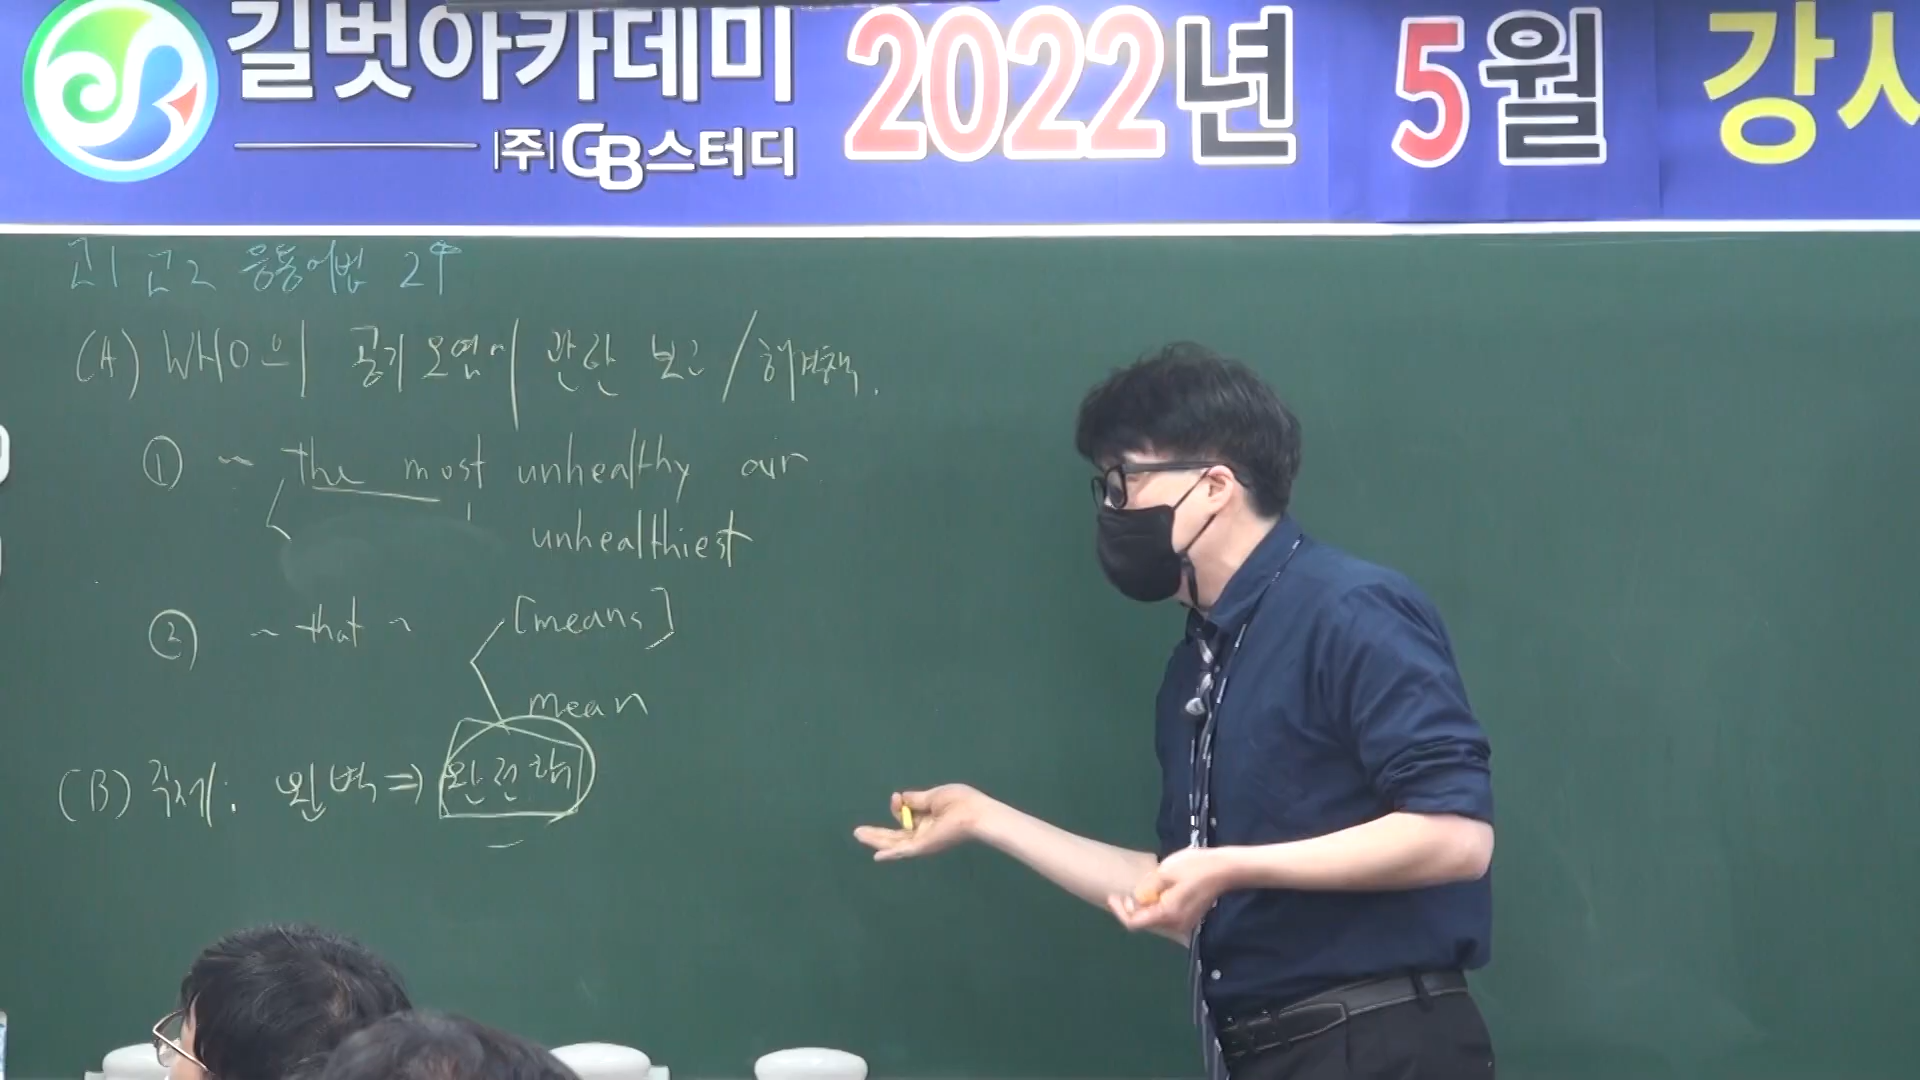 길벗아카데미
(주)GB스터디
2022년 5월 강사
고1 고2 응동어법 2주
(A) WHO의 공기 오염에 관한 보고/해결책.
① ~ the most unhealthy air
unhealthiest
② ~ that ~ [means]
mean
(B) 주제: 완벽 ⇒ 완전함